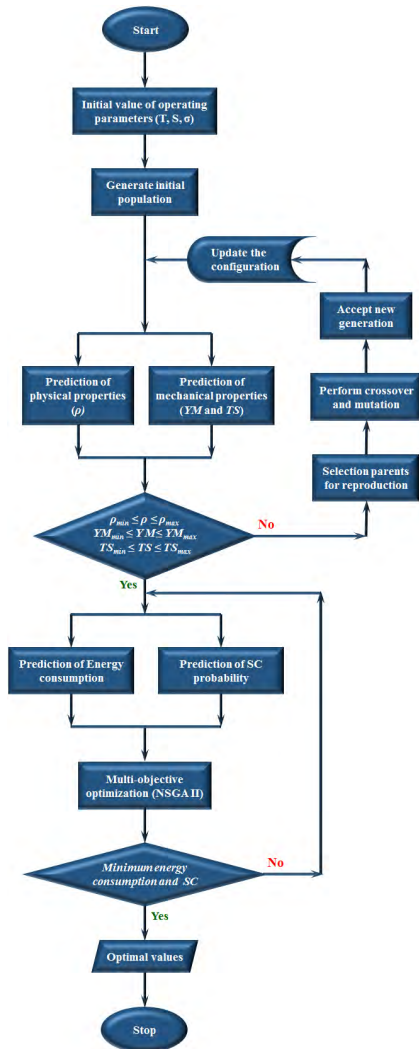 Start
Initial value of operating
parameters (T, S, σ)
Generate initial
population
Update the
configuration
Accept new
generation
Prediction of
physical properties
(ρ)
Prediction of
mechanical properties
(YM and TS)
Perform crossover
and mutation
Selection parents
for reproduction
ρmin ≤ ρ ≤ ρmax
YMmin ≤ YM ≤ YMmax
TSmin ≤ TS ≤ TSmax
No
Yes
Prediction of Energy
consumption
Prediction of SC
probability
Multi-objective
optimization (NSGA II)
Minimum energy
consumption and SC
No
Yes
Optimal values
Stop